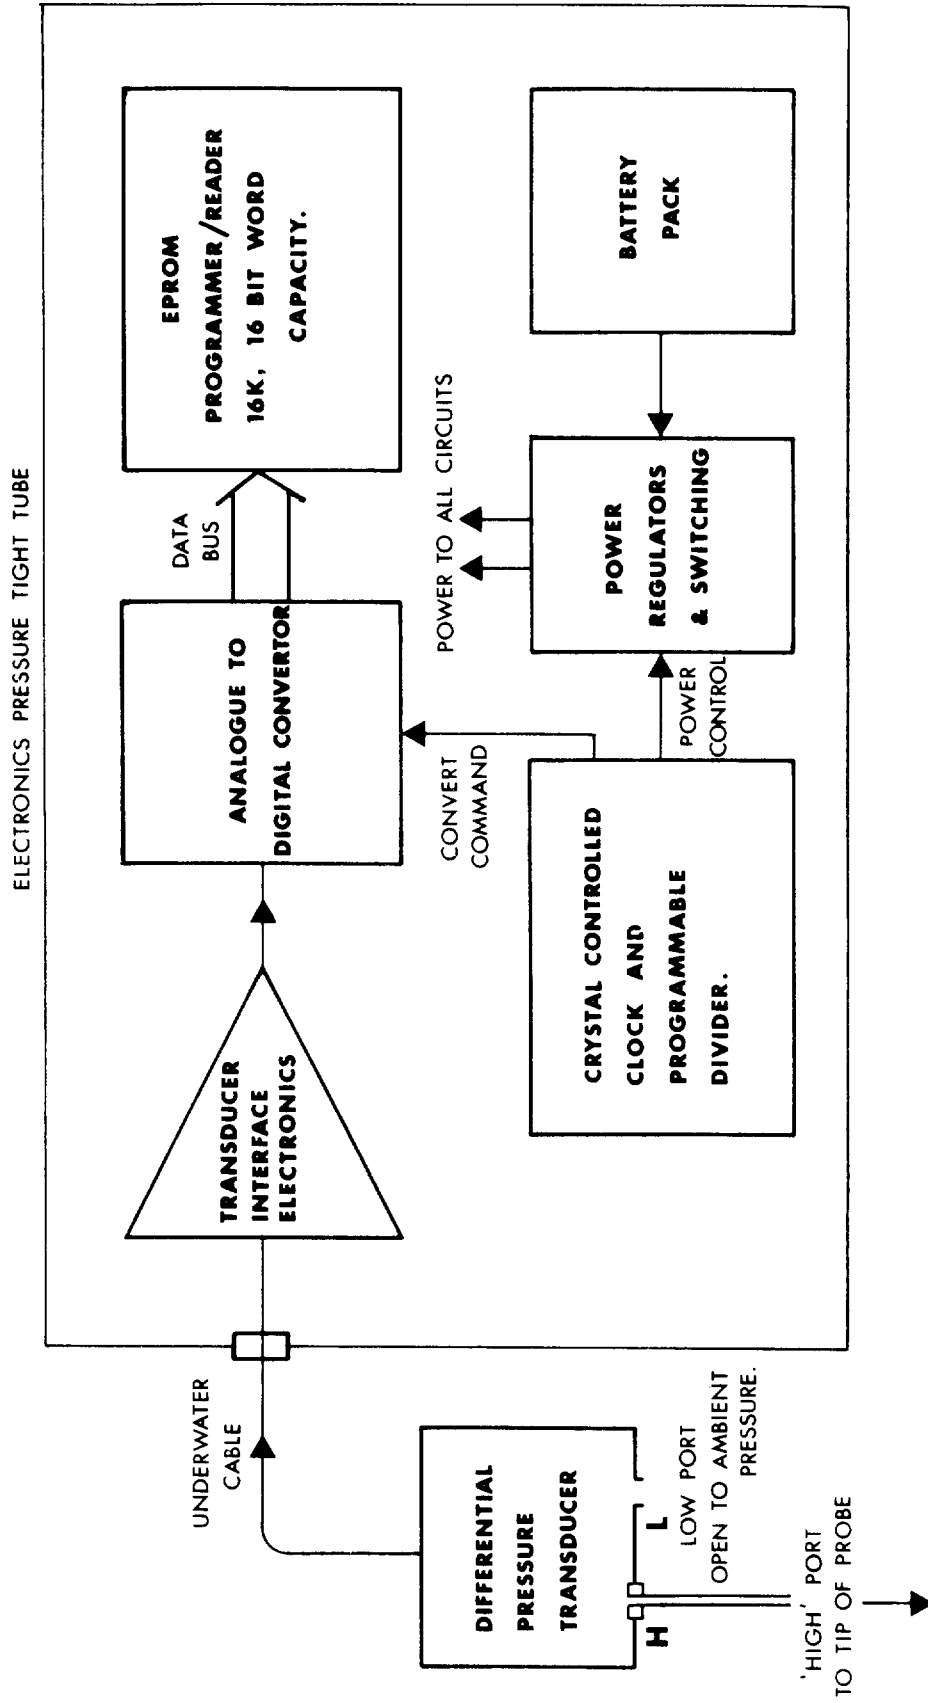 ELECTRONICS PRESSURE TIGHT TUBE
UNDERWATER
CABLE
TRANSDUCER
INTERFACE
ELECTRONICS
ANALOGUE TO
DIGITAL CONVERTOR
DATA
BUS
EPROM
PROGRAMMER/READER
16K, 16 BIT WORD
CAPACITY.
CONVERT
COMMAND
POWER TO ALL CIRCUITS
DIFFERENTIAL
PRESSURE
TRANSDUCER
H
L
LOW PORT
OPEN TO AMBIENT
PRESSURE.
'HIGH' PORT
TO TIP OF PROBE
CRYSTAL CONTROLLED
CLOCK AND
PROGRAMMABLE
DIVIDER.
POWER
CONTROL
POWER
REGULATORS
& SWITCHING
BATTERY
PACK